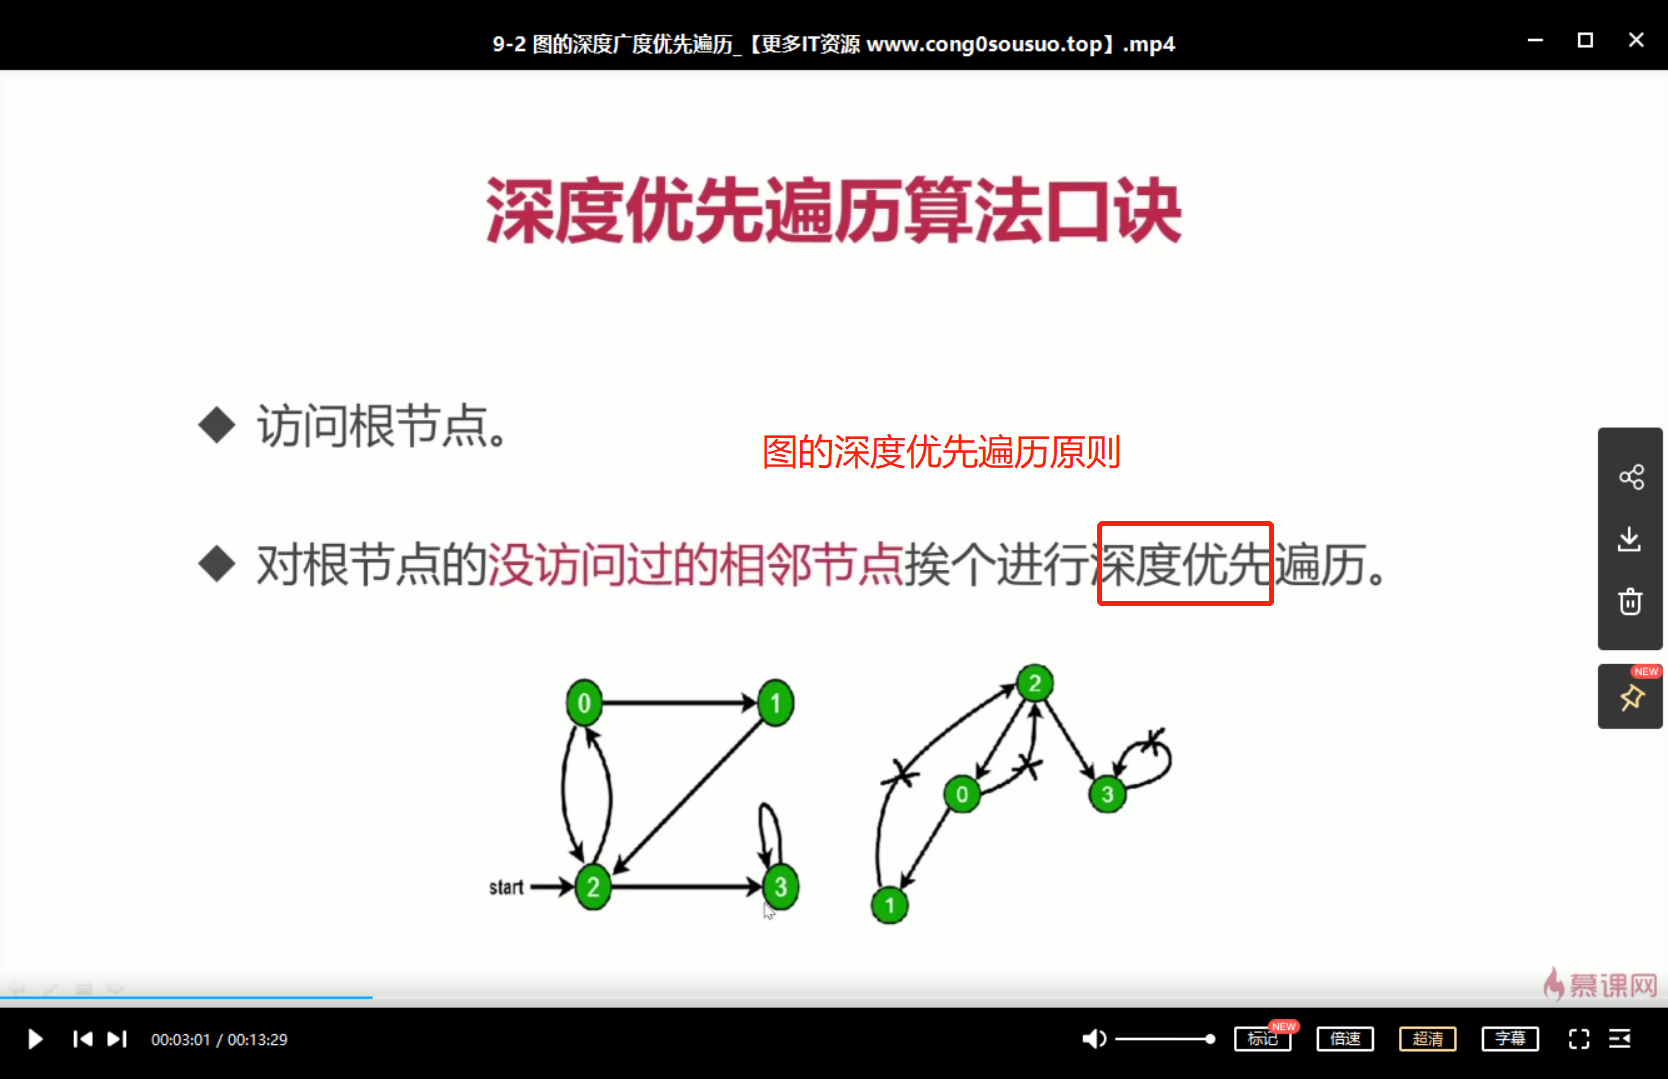 9-2 图的深度广度优先遍历_【更多IT资源 www.cong0sousuo.top】.mp4
深度优先遍历算法口诀
◆ 访问根节点。
图的深度优先遍历原则
◆ 对根节点的没访问过的相邻节点挨个进行深度优先遍历。
NEW
0 1
2
0 3
start 2 3
1
慕课网
00:03:01 / 00:13:29 标记 NEW 倍速 超清 字幕